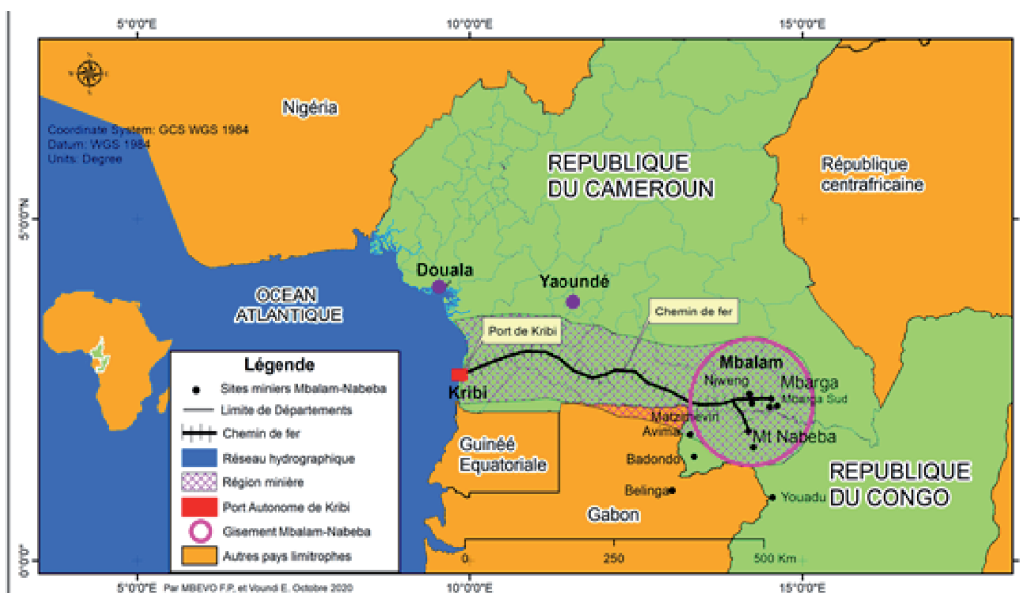 5°0'0"E
10°0'0"E
15°0'0"E
Nigéria
Coordinate System: GCS WGS 1984
Datum: WGS 1984
Units: Degree
REPUBLIQUE
DU CAMEROUN
République
centrafricaine
5°0'0"N
Douala
Yaoundé
OCEAN
ATLANTIQUE
Chemin de fer
Port de Kribi
Mbalam
Njweng
Mbarga
Mbarga Sud
Kribi
Matzimevin
Avima
Mt Nabeba
Guinéé
Equatoriale
Badondo
REPUBLIQUE
DU CONGO
Belinga
Youadu
Gabon
0
250
500 Km
Légende
Sites miniers Mbalam-Nabeba
Limite de Départements
Chemin de fer
Réseau hydrographique
Région minière
Port Autonome de Kribi
Gisement Mbalam-Nabeba
Autres pays limitrophes
0°0'0"
5°0'0"E
Par MBEVO F.P, et Voundi E. Octobre 2020
10°0'0"E
15°0'0"E